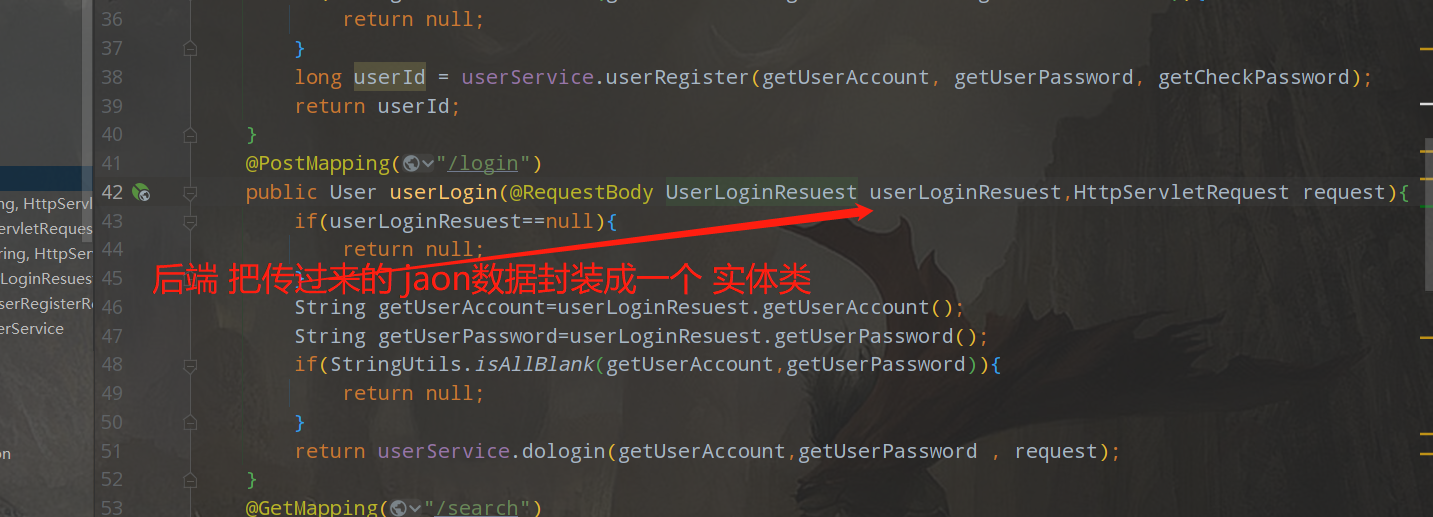 36 return null;
37 }
38 long userId = userService.userRegister(getUserAccount, getUserPassword, getCheckPassword);
39 return userId;
40 }
41 @PostMapping("/login")
42 public User userLogin(@RequestBody UserLoginResuest userLoginResuest,HttpServletRequest request){
ng, HttpServl
43 if(userLoginResuest==null){
ervletReques
44 return null;
ring, HttpSer
45 }
LoginResuest
后端 把传过来的 jaon数据封装成一个 实体类
46 String getUserAccount=userLoginResuest.getUserAccount();
serRegisterRe
47 String getUserPassword=userLoginResuest.getUserPassword();
erService
48 if(StringUtils.isAllBlank(getUserAccount,getUserPassword)){
49 return null;
50 }
51 return userService.dologin(getUserAccount,getUserPassword , request);
on
52 }
53 @GetMapping("/search")